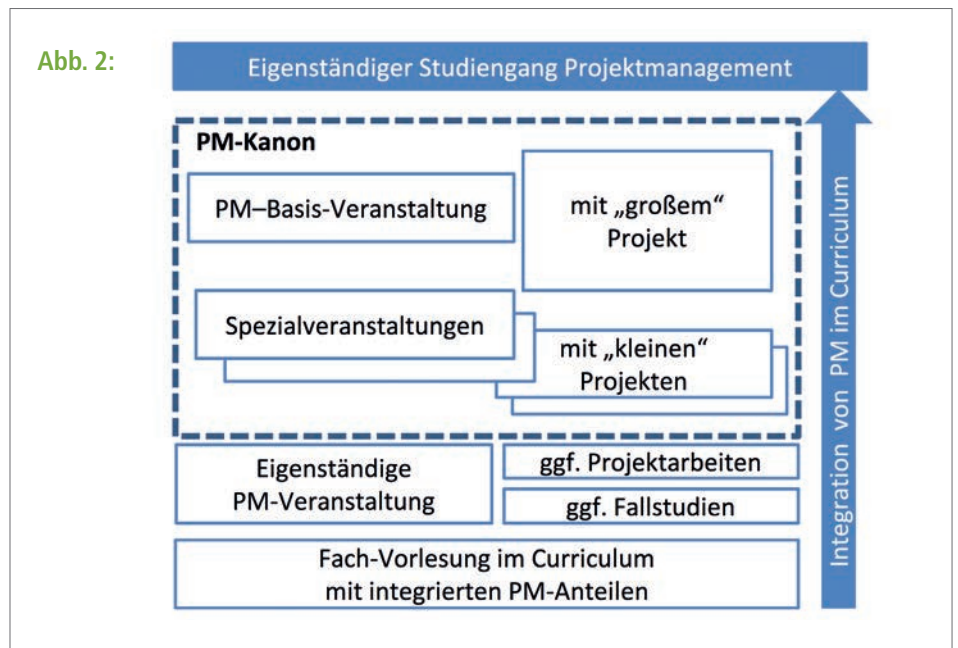 Abb. 2:
Eigenständiger Studiengang Projektmanagement
PM-Kanon
PM–Basis-Veranstaltung
mit „großem“
Projekt
Spezialveranstaltungen
mit „kleinen“
Projekten
Eigenständige
PM-Veranstaltung
ggf. Projektarbeiten
ggf. Fallstudien
Fach-Vorlesung im Curriculum
mit integrierten PM-Anteilen
Integration von PM im Curriculum